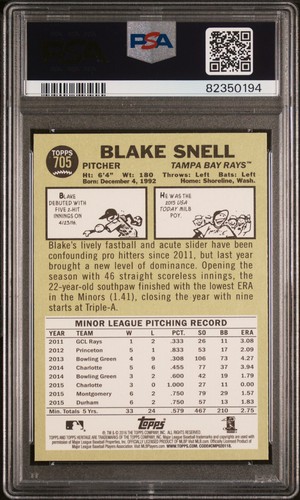 PSA
82350194
TOPPS
705
BLAKE SNELL
PITCHER TAMPA BAY RAYS™
Ht: 6'4" Wt: 180 Throws: Left Bats: Left
Born: December 4, 1992 Home: Shoreline, Wash.
BLAKE
DEBUTED WITH
FIVE 2-HIT
INNINGS ON
4/23/16.
HE WAS THE
2015 USA
TODAY MILB
POY.
Blake's lively fastball and acute slider have been
confounding pro hitters since 2011, but last year
brought a new level of dominance. Opening the
season with 46 straight scoreless innings, the
22-year-old southpaw finished with the lowest ERA
in the Minors (1.41), closing the year with nine
starts at Triple-A.
MINOR LEAGUE PITCHING RECORD
YEAR TEAM W L PCT. SO BB ERA
2011 GCL Rays 1 2 .333 26 11 3.08
2012 Princeton 5 1 .833 53 17 2.09
2013 Bowling Green 4 9 .308 106 73 4.27
2014 Charlotte 5 6 .455 77 37 3.94
2014 Bowling Green 3 2 .600 42 19 1.79
2015 Charlotte 3 0 1.000 27 11 0.00
2015 Montgomery 6 2 .750 79 29 1.57
2015 Durham 6 2 .750 57 13 1.83
Min. Totals 5 Yrs. 33 24 .579 467 210 2.75
Topps